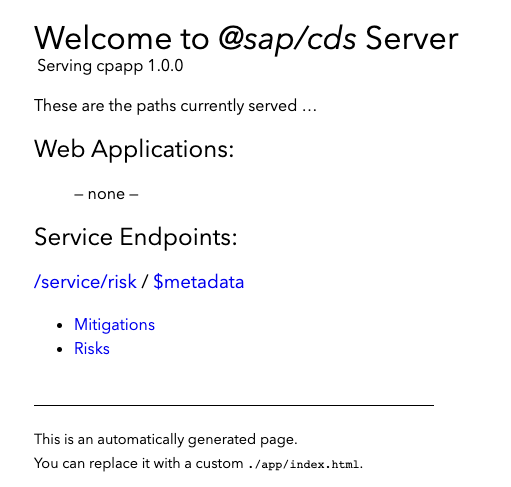 Welcome to @sap/cds Server
Serving cpapp 1.0.0
These are the paths currently served …
Web Applications:
– none –
Service Endpoints:
/service/risk / $metadata
• Mitigations
• Risks
This is an automatically generated page.
You can replace it with a custom ./app/index.html.